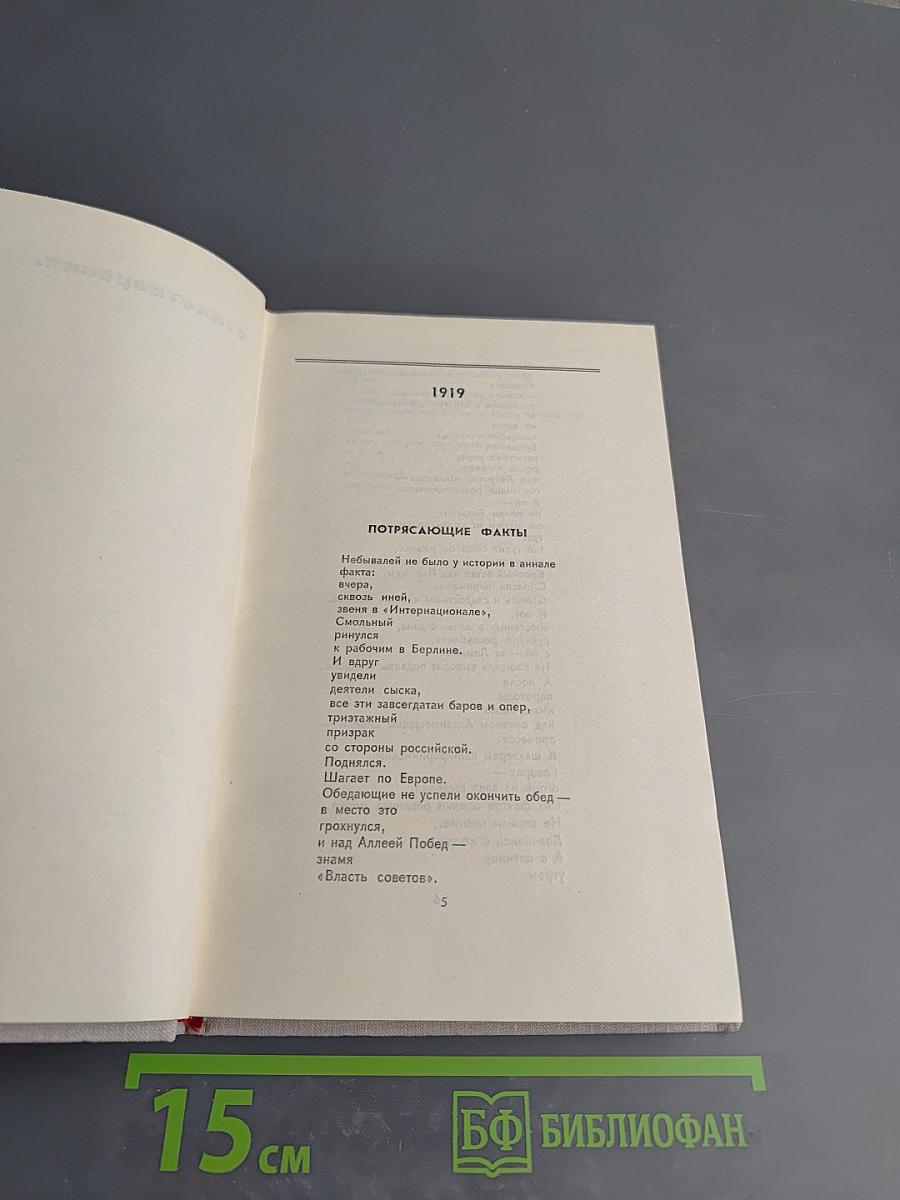 1919
ПОТРЯСАЮЩИЕ ФАКТЫ
Небывалей не было у истории в аннале
факта:
вчера,
сквозь иней,
звеня в «Интернационале»,
Смольный
ринулся
к рабочим в Берлине.
И вдруг
увидели
деятели сыска,
все эти завсегдатаи баров и опер,
триэтажный
призрак
со стороны российской.
Поднялся.
Шагает по Европе.
Обедающие не успели окончить обед —
в место это
грохнулся,
и над Аллеей Побед —
знамя
«Власть советов».
5
15 см
БФ БИБЛИОФАН